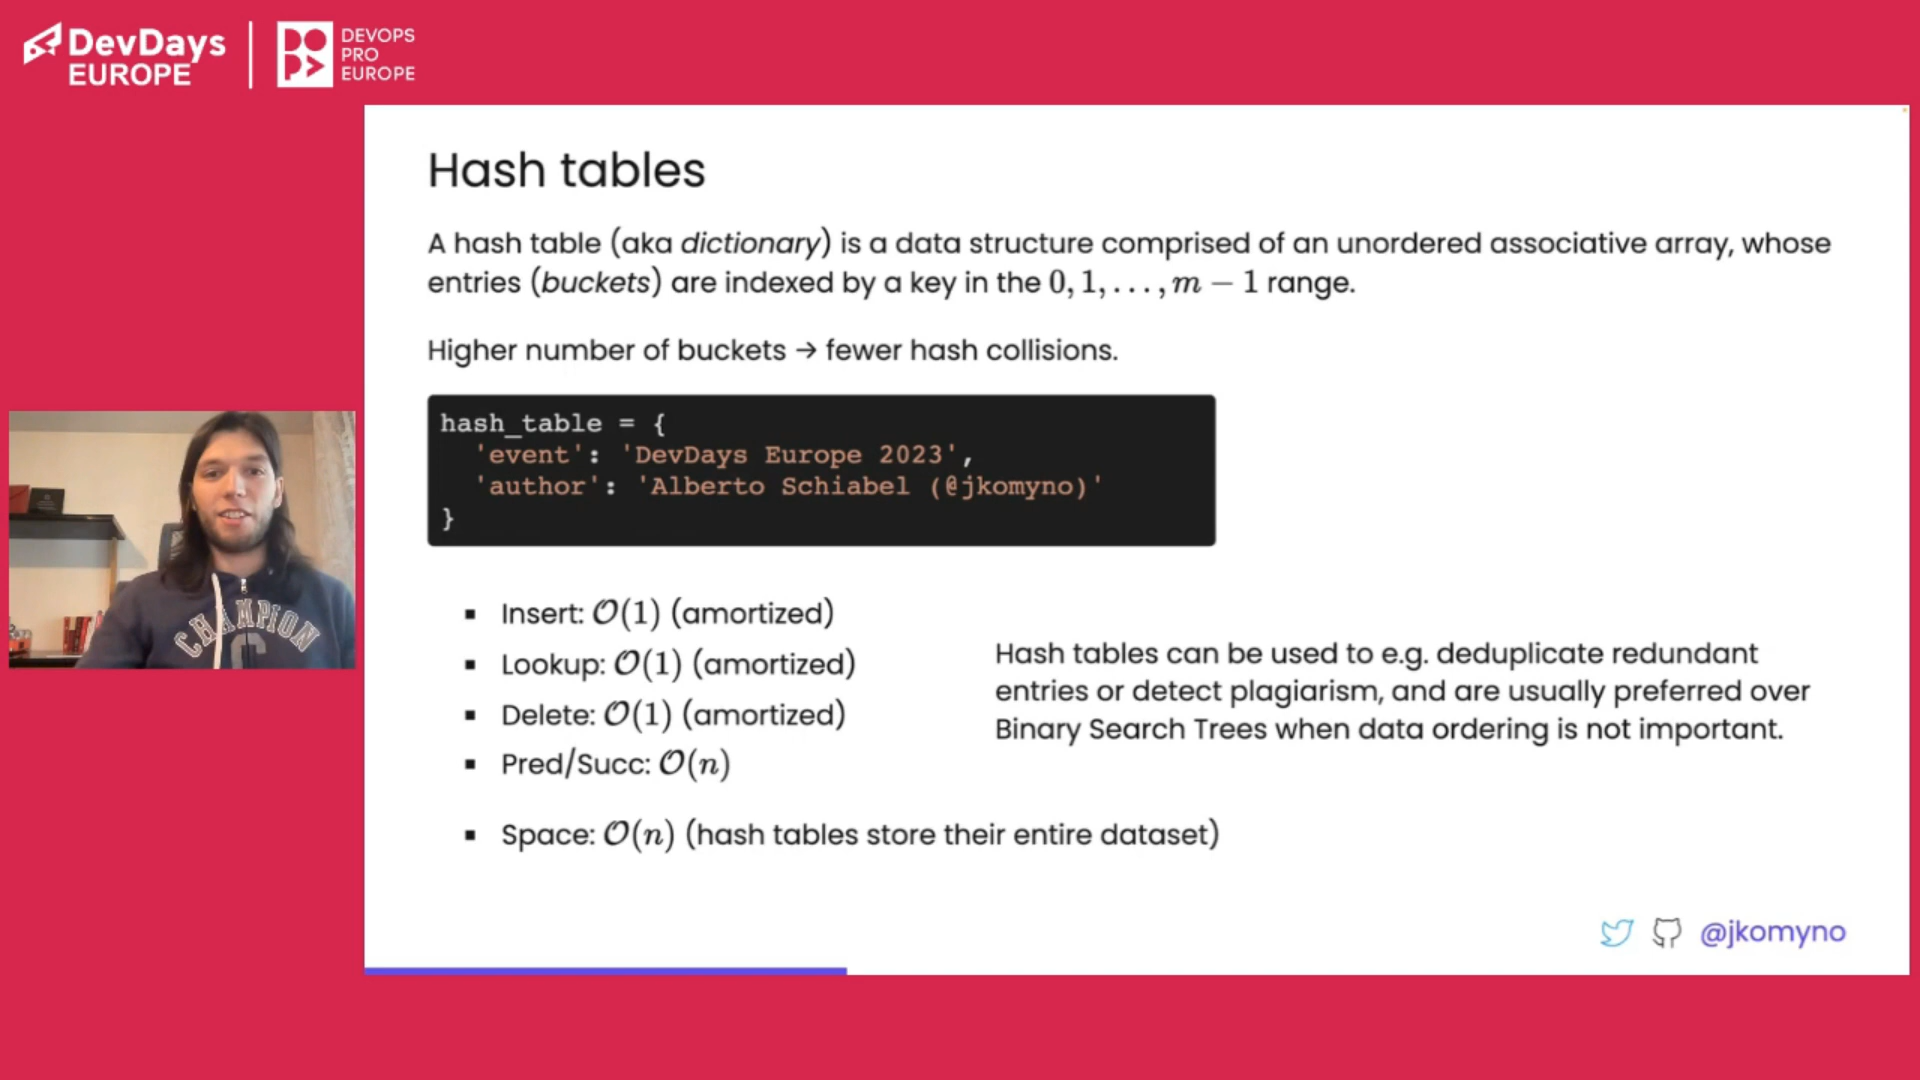 DevDays
EUROPE
DEVOPS
PRO
EUROPE
Hash tables
A hash table (aka dictionary) is a data structure comprised of an unordered associative array, whose
entries (buckets) are indexed by a key in the 0, 1, . . . , m − 1 range.
Higher number of buckets → fewer hash collisions.
hash_table = {
'event': 'DevDays Europe 2023',
'author': 'Alberto Schiabel (@jkomyno)'
}
▪ Insert: O(1) (amortized)
▪ Lookup: O(1) (amortized)
▪ Delete: O(1) (amortized)
▪ Pred/Succ: O(n)
▪ Space: O(n) (hash tables store their entire dataset)
Hash tables can be used to e.g. deduplicate redundant
entries or detect plagiarism, and are usually preferred over
Binary Search Trees when data ordering is not important.
@jkomyno
CHAMPION
C